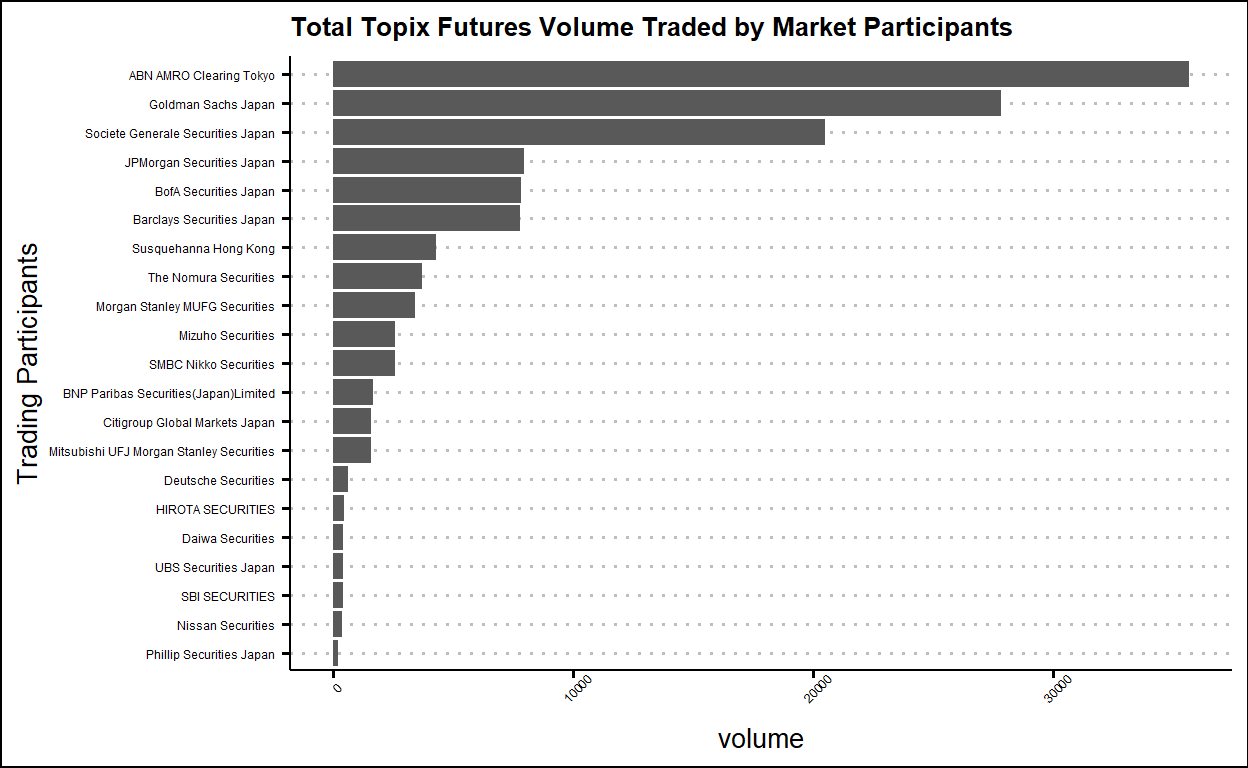 Total Topix Futures Volume Traded by Market Participants
Trading Participants
ABN AMRO Clearing Tokyo
Goldman Sachs Japan
Societe Generale Securities Japan
JPMorgan Securities Japan
BofA Securities Japan
Barclays Securities Japan
Susquehanna Hong Kong
The Nomura Securities
Morgan Stanley MUFG Securities
Mizuho Securities
SMBC Nikko Securities
BNP Paribas Securities(Japan)Limited
Citigroup Global Markets Japan
Mitsubishi UFJ Morgan Stanley Securities
Deutsche Securities
HIROTA SECURITIES
Daiwa Securities
UBS Securities Japan
SBI SECURITIES
Nissan Securities
Phillip Securities Japan
0
10000
20000
30000
volume